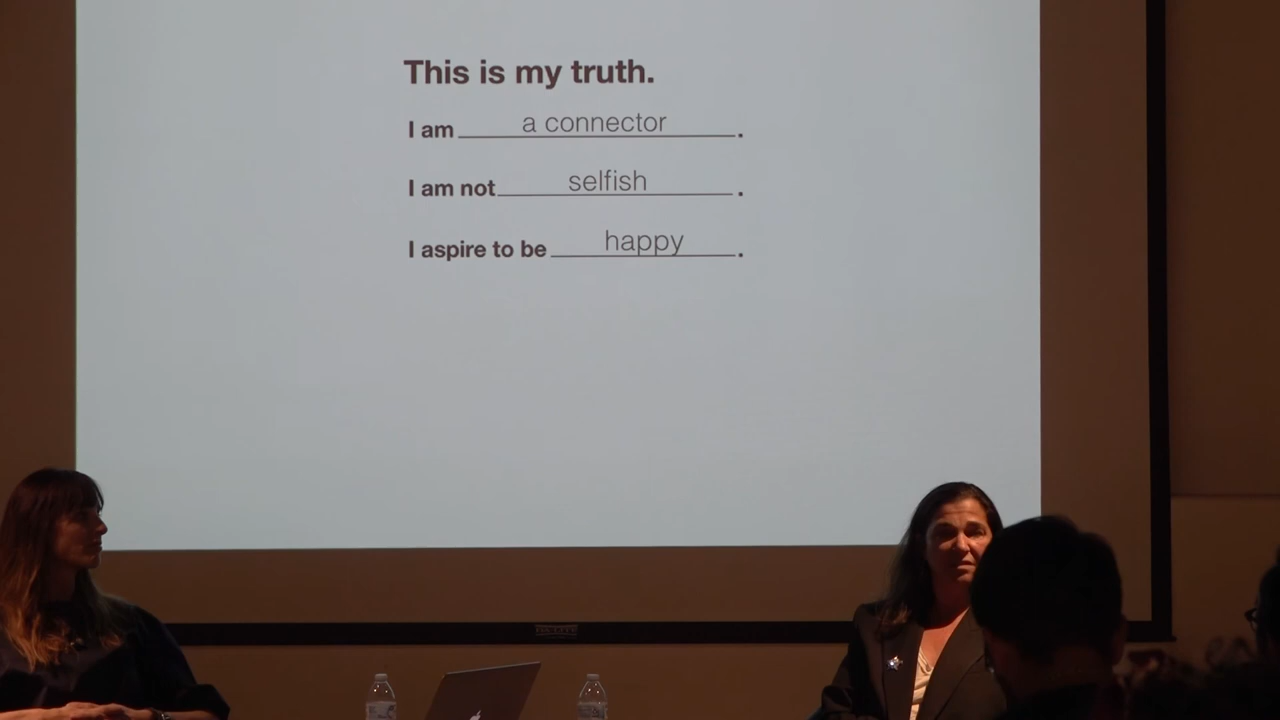 This is my truth.
I am a connector.
I am not selfish.
I aspire to be happy.